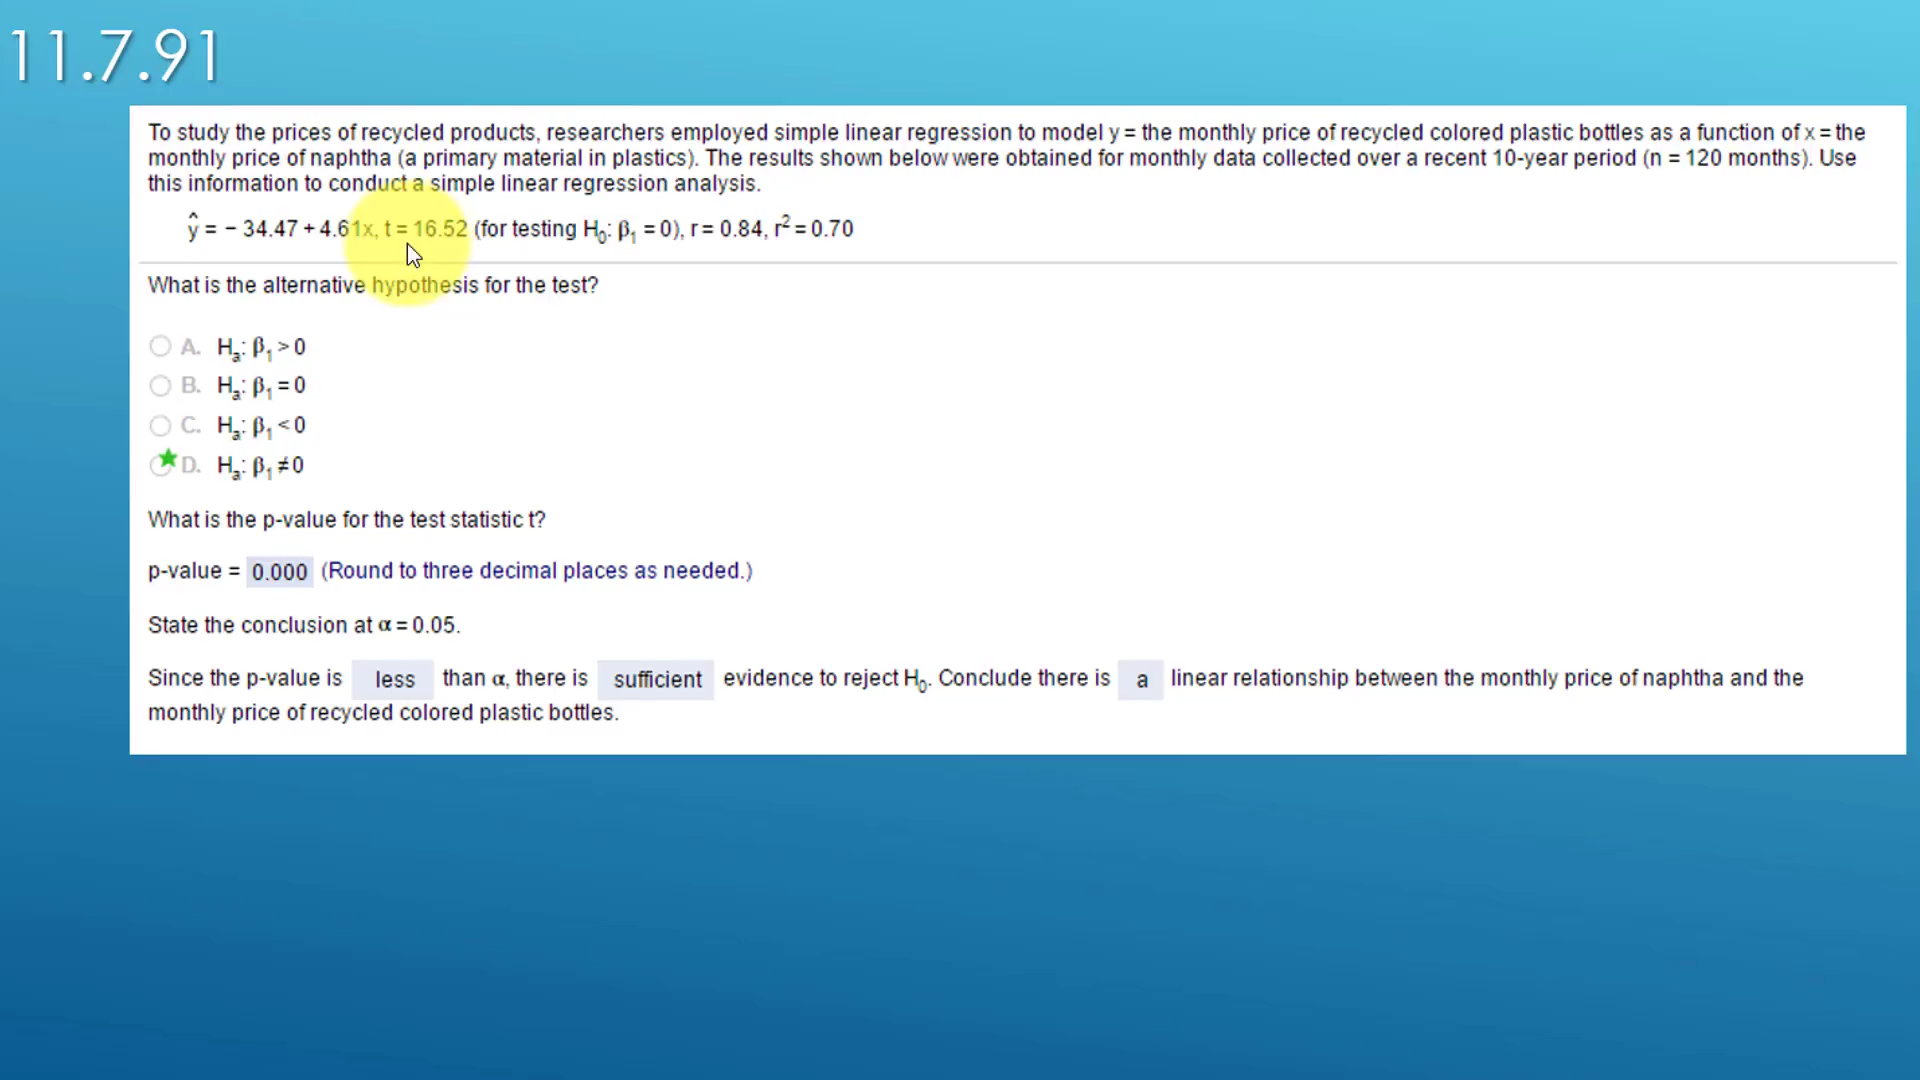 11.7.91
To study the prices of recycled products, researchers employed simple linear regression to model y = the monthly price of recycled colored plastic bottles as a function of x = the
monthly price of naphtha (a primary material in plastics). The results shown below were obtained for monthly data collected over a recent 10-year period (n = 120 months). Use
this information to conduct a simple linear regression analysis.
ŷ = − 34.47 + 4.61x, t = 16.52 (for testing H₀: β₁ = 0), r = 0.84, r² = 0.70
What is the alternative hypothesis for the test?
A. Hₐ: β₁ > 0
B. Hₐ: β₁ = 0
C. Hₐ: β₁ < 0
D. Hₐ: β₁ ≠ 0
What is the p-value for the test statistic t?
p-value = 0.000 (Round to three decimal places as needed.)
State the conclusion at α = 0.05.
Since the p-value is less than α, there is sufficient evidence to reject H₀. Conclude there is a linear relationship between the monthly price of naphtha and the
monthly price of recycled colored plastic bottles.